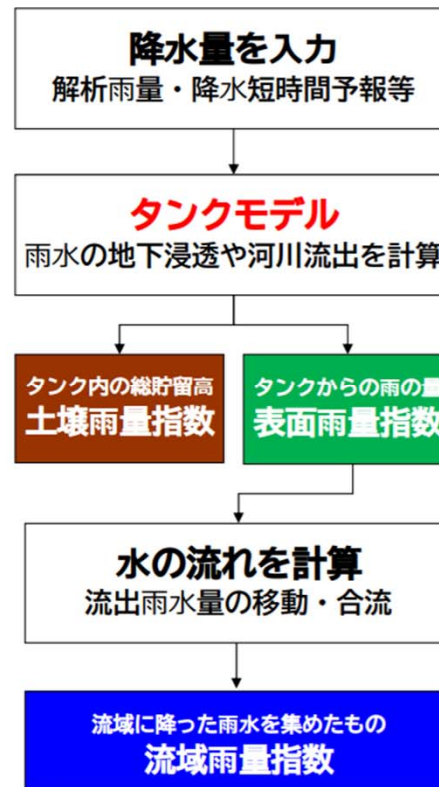 降水量を入力
解析雨量・降水短時間予報等
タンクモデル
雨水の地下浸透や河川流出を計算
タンク内の総貯留高
土壌雨量指数
タンクからの雨の量
表面雨量指数
水の流れを計算
流出雨水量の移動・合流
流域に降った雨水を集めたもの
流域雨量指数